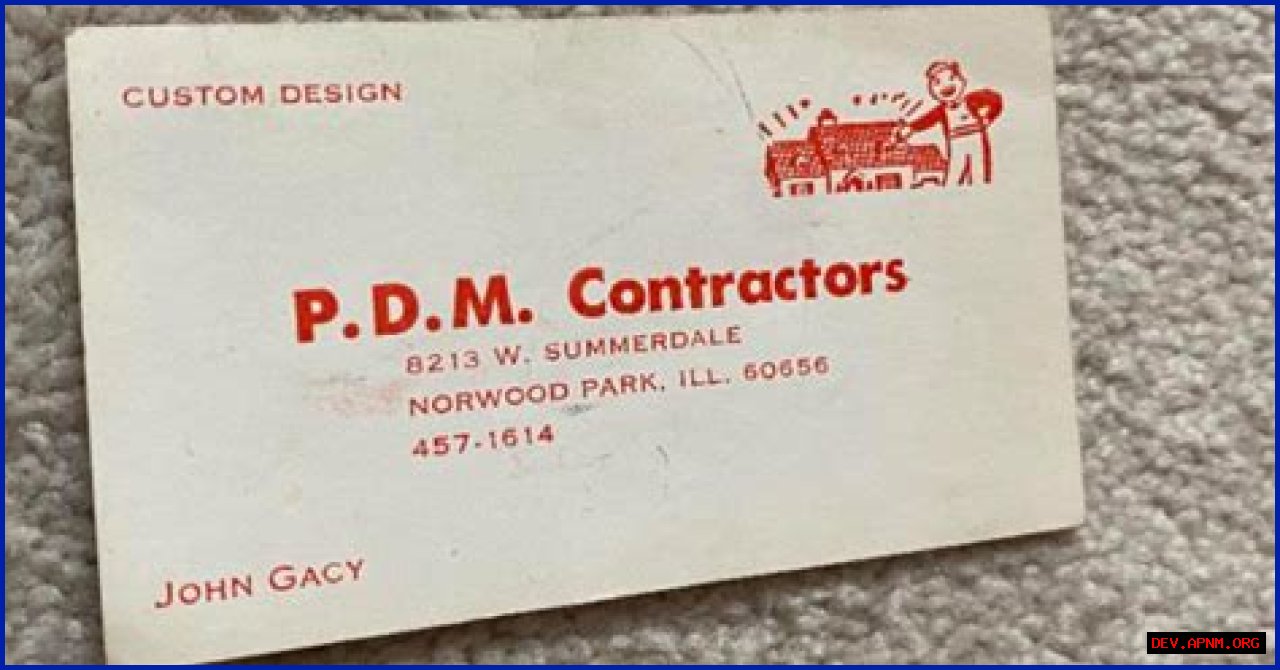 CUSTOM DESIGN
P.D.M. Contractors
8213 W. SUMMERDALE
NORWOOD PARK, ILL. 60656
457-1614
JOHN GACY
DEV.APNM.ORG